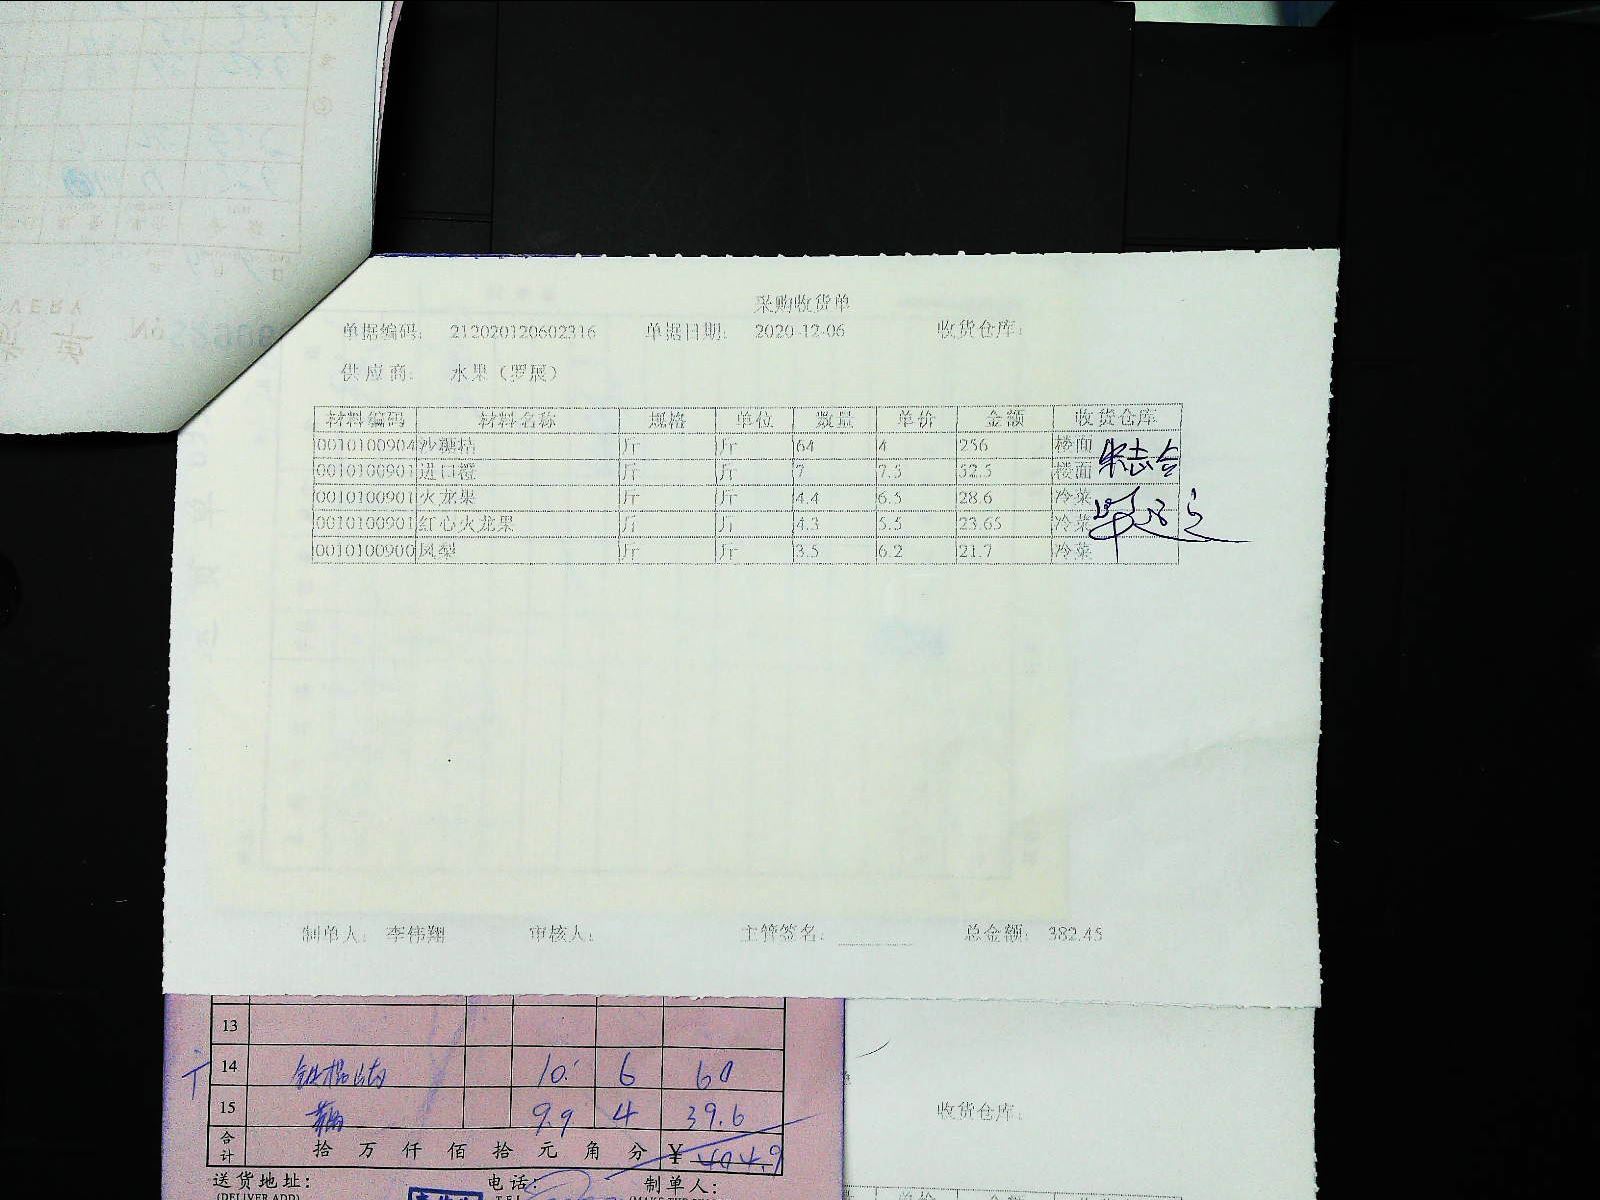 采购收货单
单据编码: 212020120602316 单据日期: 2020-12-06 收货仓库:
供应商: 水果（罗展）
材料编码 材料名称 规格 单位 数量 单价 金额 收货仓库
0010100904 沙糖桔 斤 斤 64 4 256 楼面
0010100901 进口橙 斤 斤 7 7.5 52.5 楼面
0010100901 火龙果 斤 斤 4.4 6.5 28.6 冷菜
0010100901 红心火龙果 斤 斤 4.3 5.5 23.65 冷菜
0010100900 凤梨 斤 斤 3.5 6.2 21.7 冷菜
制单人: 李伟翔 审核人: 主管签名: 总金额: 382.45
13
14 10 6 60
15 9.9 4 39.6
合计 拾 万 仟 佰 拾 元 角 分 ¥ 404.9
送货地址: 电话: 制单人:
(DELIVER ADD)
收货仓库: